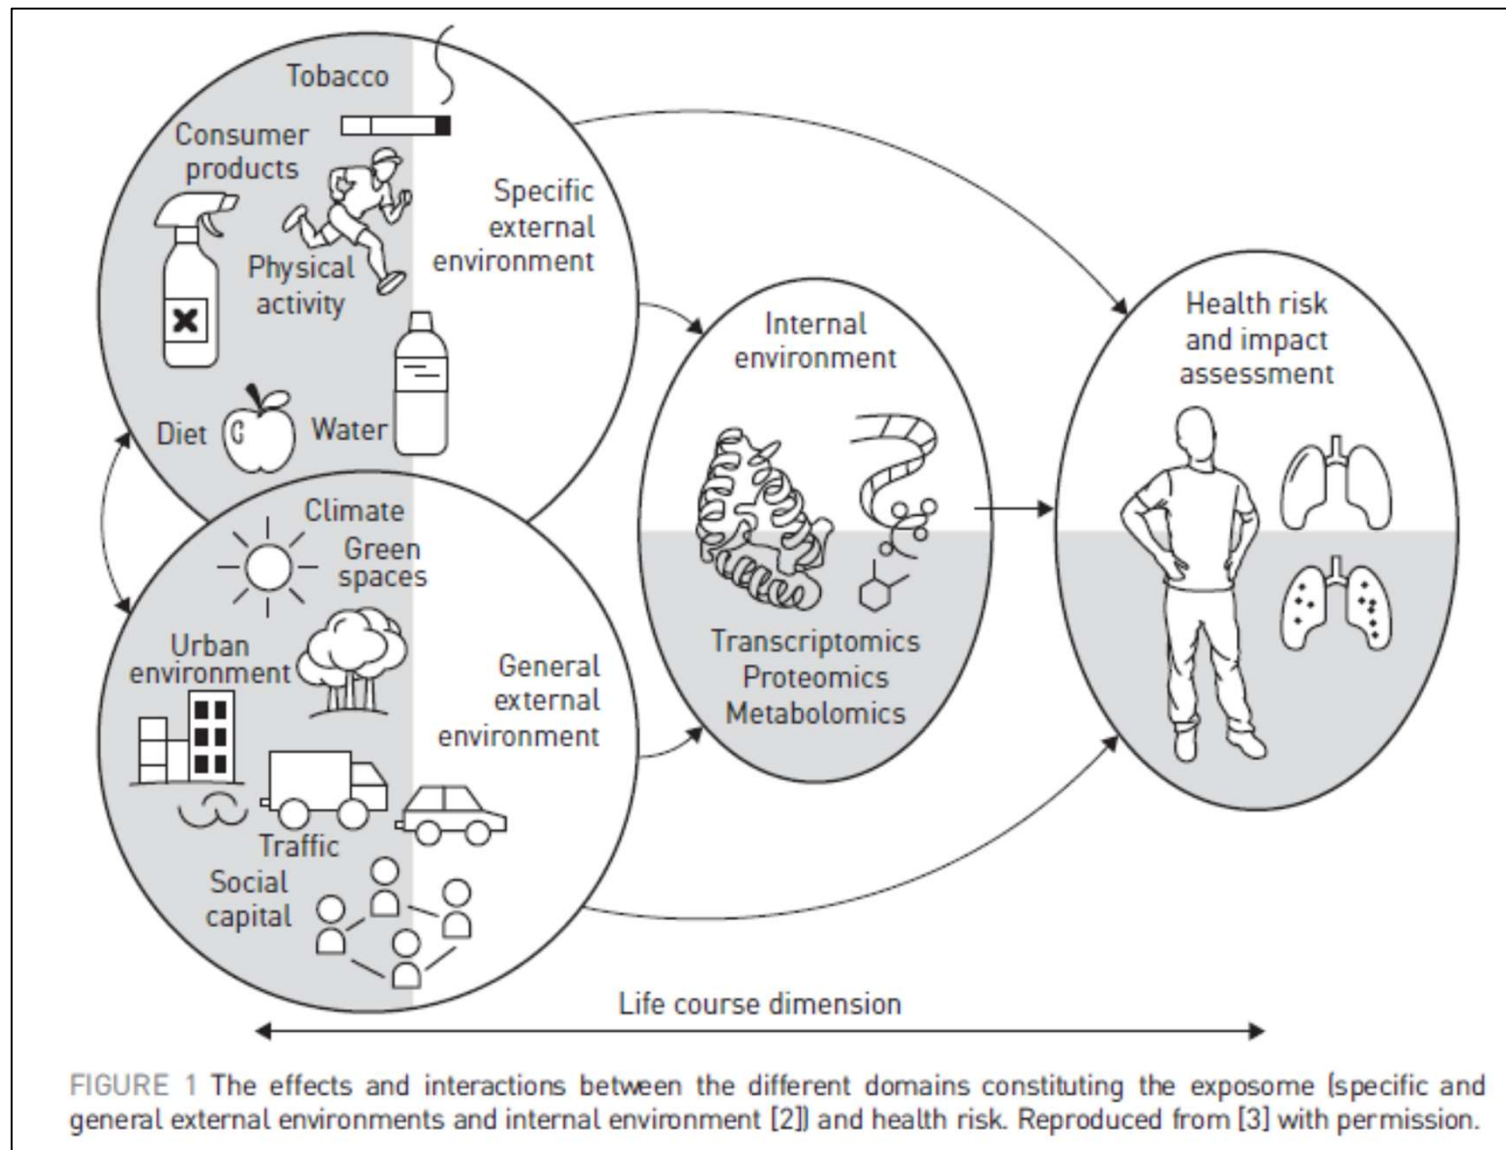 Tobacco
Consumer
products
Specific
external
environment
Physical
activity
Diet
Water
Climate
Green
spaces
Urban
environment
General
external
environment
Traffic
Social
capital
Internal
environment
Transcriptomics
Proteomics
Metabolomics
Health risk
and impact
assessment
Life course dimension
FIGURE 1 The effects and interactions between the different domains constituting the exposome (specific and
general external environments and internal environment [2]) and health risk. Reproduced from [3] with permission.